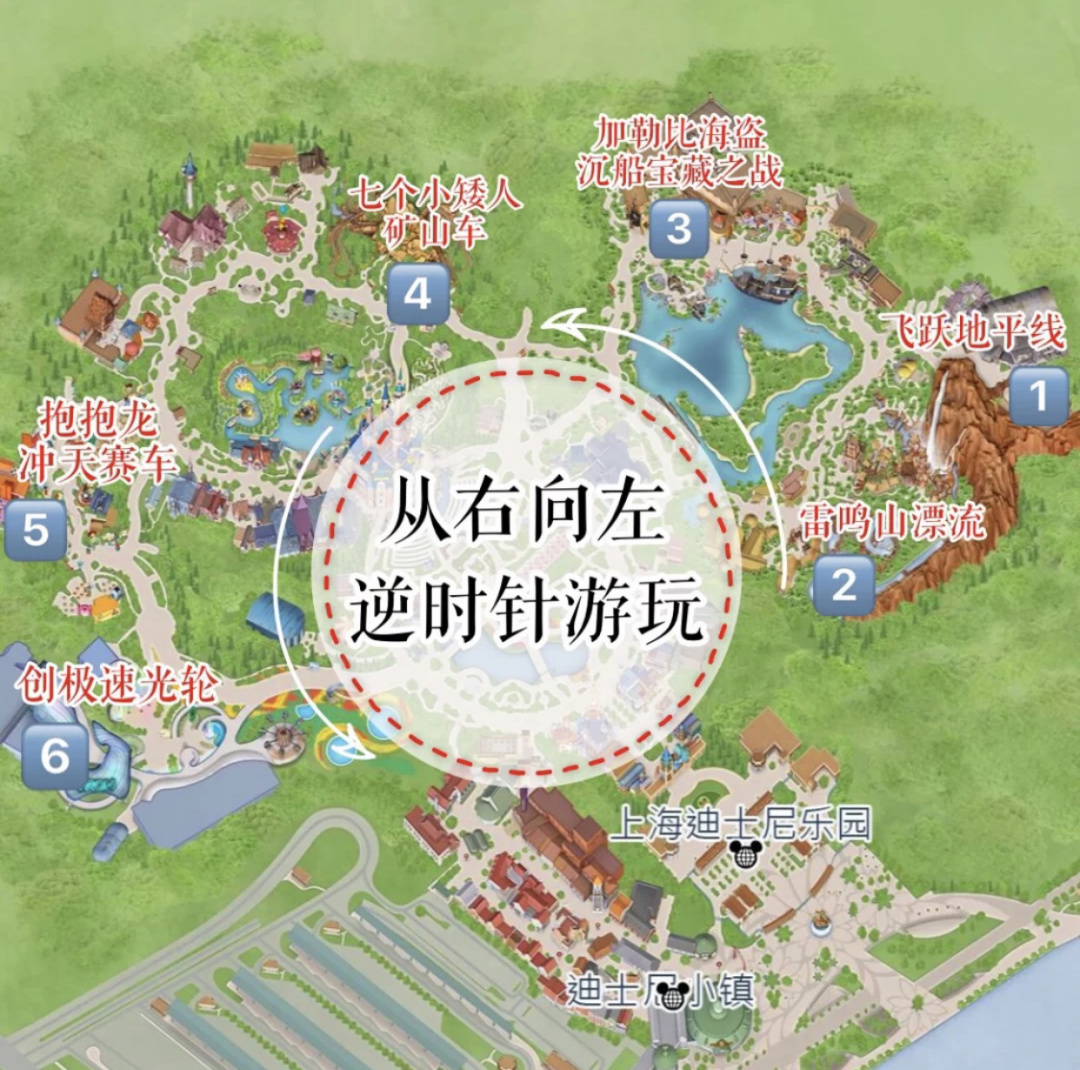 加勒比海盗
沉船宝藏之战
3
七个小矮人
矿山车
4
飞跃地平线
1
抱抱龙
冲天赛车
5
从右向左
逆时针游玩
雷鸣山漂流
2
创极速光轮
6
上海迪士尼乐园
迪士尼小镇